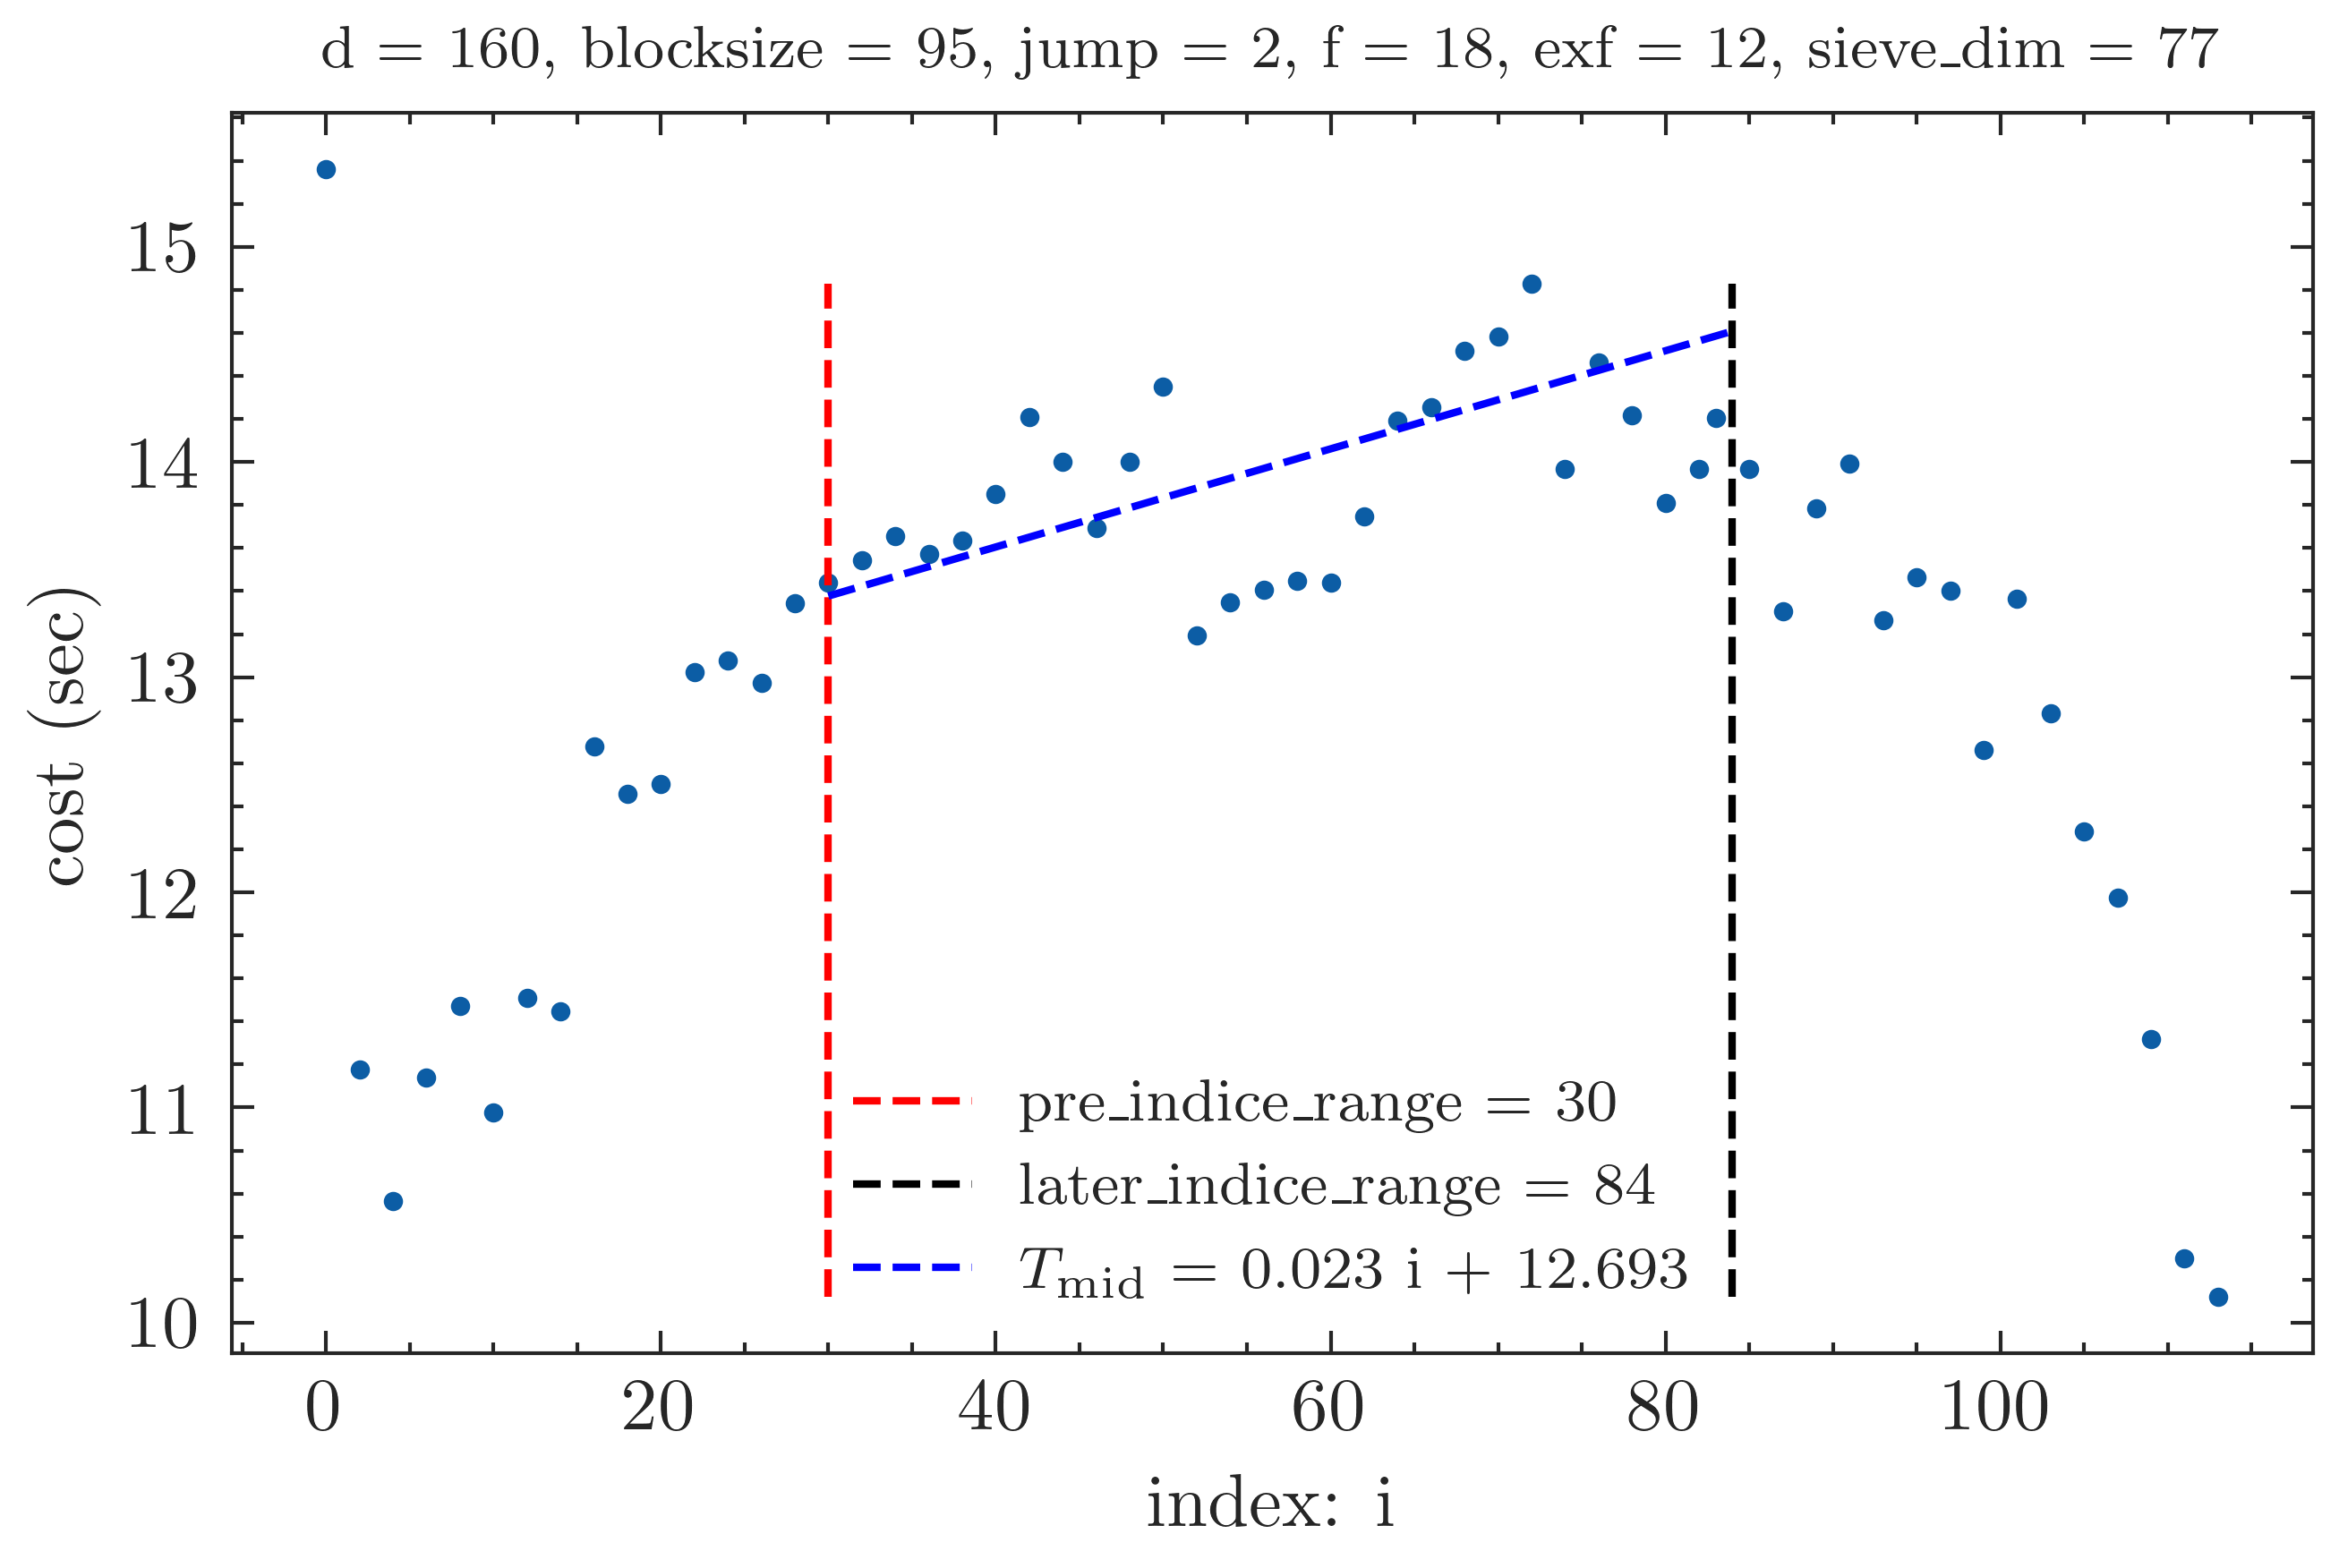 d = 160, blocksize = 95, jump = 2, f = 18, exf = 12, sieve_dim = 77
cost (sec)
15
14
13
12
11
10
pre_indice_range = 30
later_indice_range = 84
T_mid = 0.023 i + 12.693
0 20 40 60 80 100
index: i